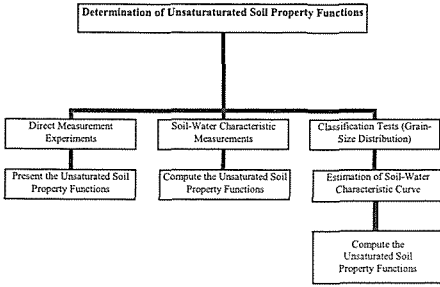 Determination of Unsatururated Soil Property Functions
Direct Measurement
Experiments
Soil-Water Characteristic
Measurements
Classification Tests (Grain-
Size Distribution)
Present the Unsaturated Soil
Property Functions
Compute the Unsaturated Soil
Property Functions
Estimation of Soil-Water
Characteristic Curve
Compute the
Unsaturated Soil
Property Functions